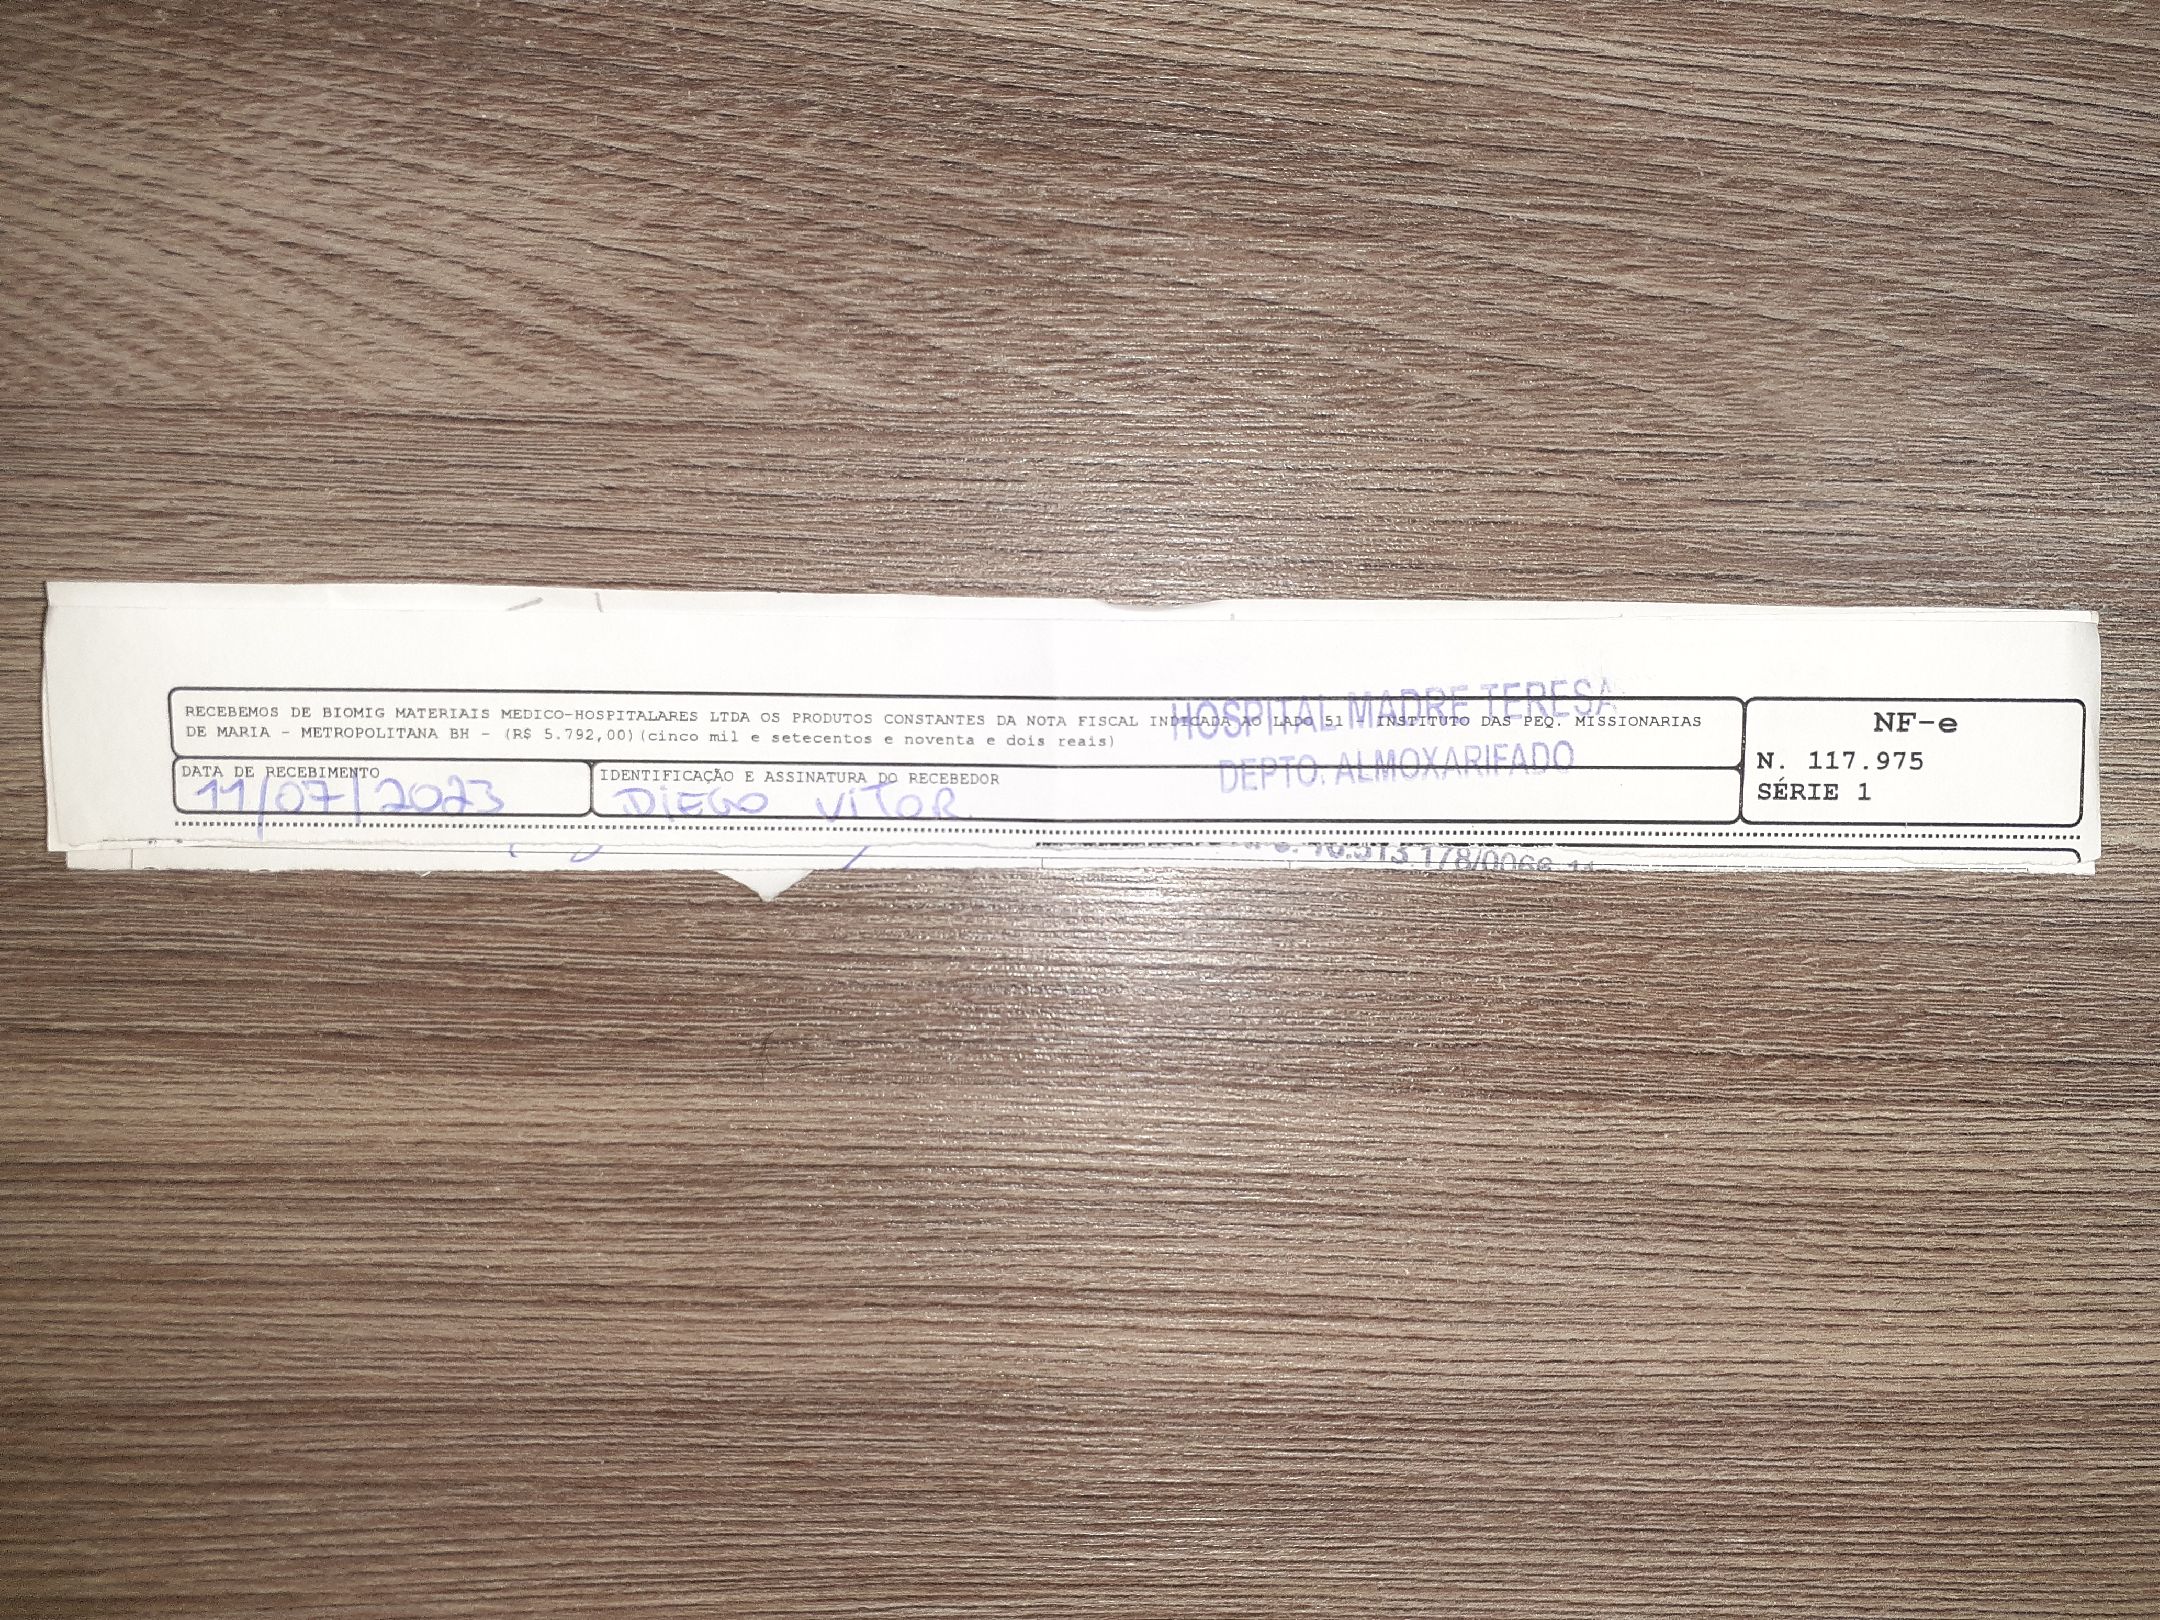 RECEBEMOS DE BIOMIG MATERIAIS MEDICO-HOSPITALARES LTDA OS PRODUTOS CONSTANTES DA NOTA FISCAL INDICADA AO LADO 51 - INSTITUTO DAS PEQ. MISSIONARIAS
DE MARIA - METROPOLITANA BH - (R$ 5.792,00)(cinco mil e setecentos e noventa e dois reais)
HOSPITAL MADRE TERESA
DEPTO. ALMOXARIFADO
DATA DE RECEBIMENTO
11/07/2023
IDENTIFICAÇÃO E ASSINATURA DO RECEBEDOR
DIEGO VITOR
NF-e
N. 117.975
SÉRIE 1